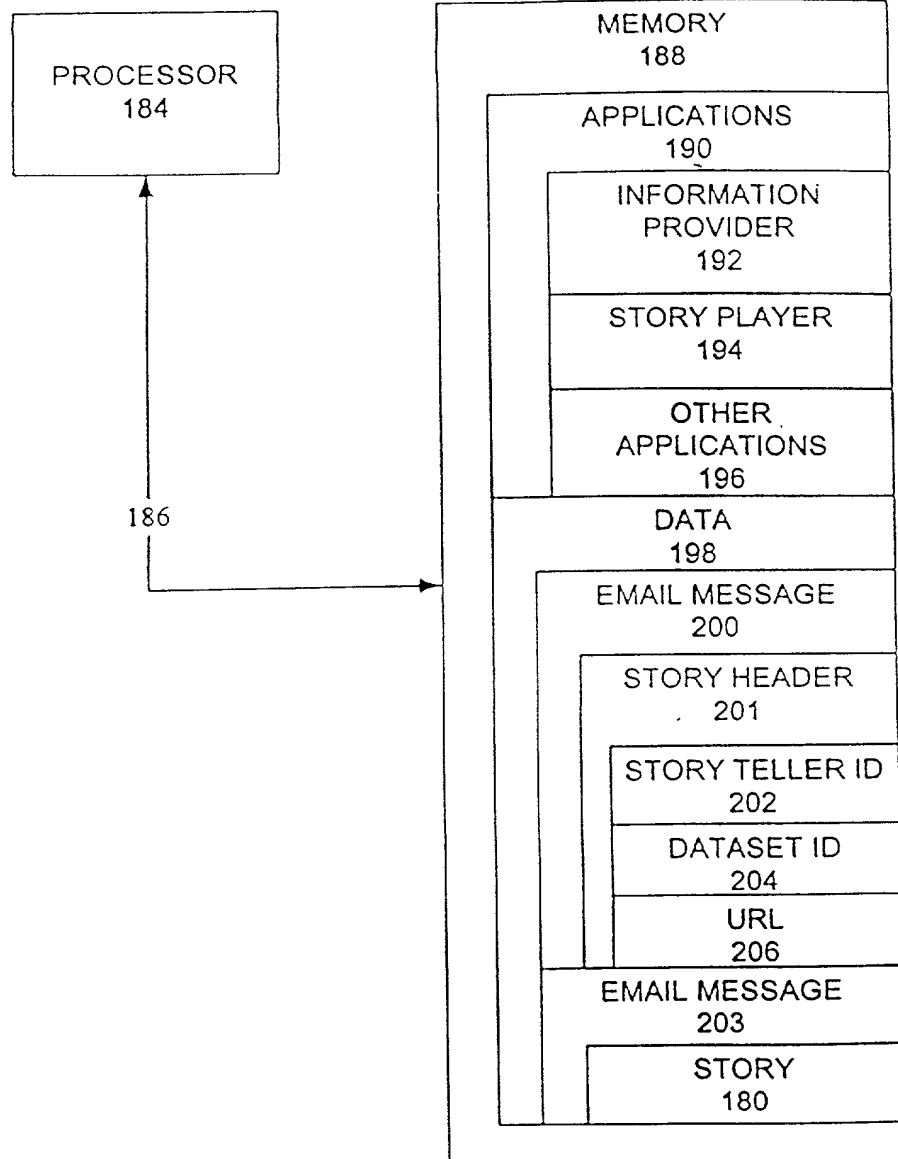 PROCESSOR
184
186
MEMORY
188
APPLICATIONS
190
INFORMATION
PROVIDER
192
STORY PLAYER
194
OTHER
APPLICATIONS
196
DATA
198
EMAIL MESSAGE
200
STORY HEADER
201
STORY TELLER ID
202
DATASET ID
204
URL
206
EMAIL MESSAGE
203
STORY
180